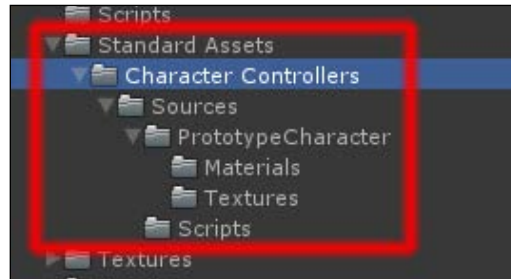 Scripts
Standard Assets
Character Controllers
Sources
PrototypeCharacter
Materials
Textures
Scripts
Textures